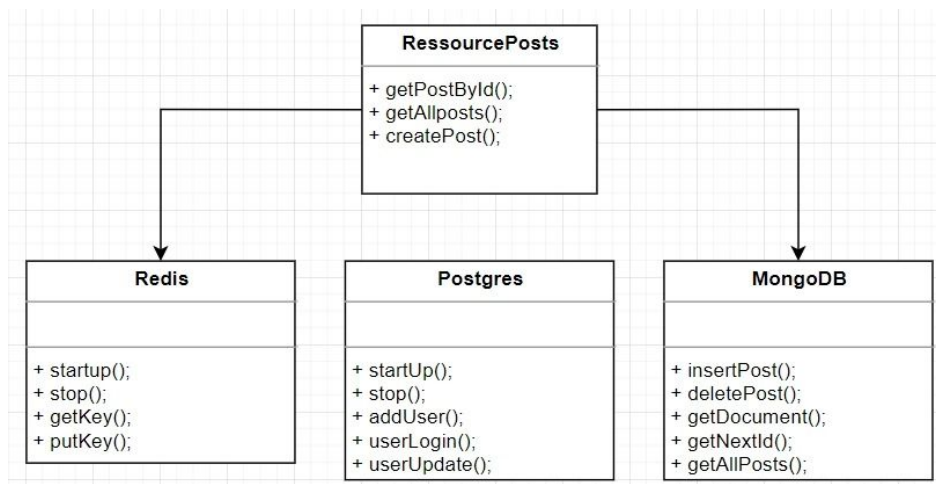 RessourcePosts
+ getPostById();
+ getAllposts();
+ createPost();
Redis
+ startup();
+ stop();
+ getKey();
+ putKey();
Postgres
+ startUp();
+ stop();
+ addUser();
+ userLogin();
+ userUpdate();
MongoDB
+ insertPost();
+ deletePost();
+ getDocument();
+ getNextId();
+ getAllPosts();